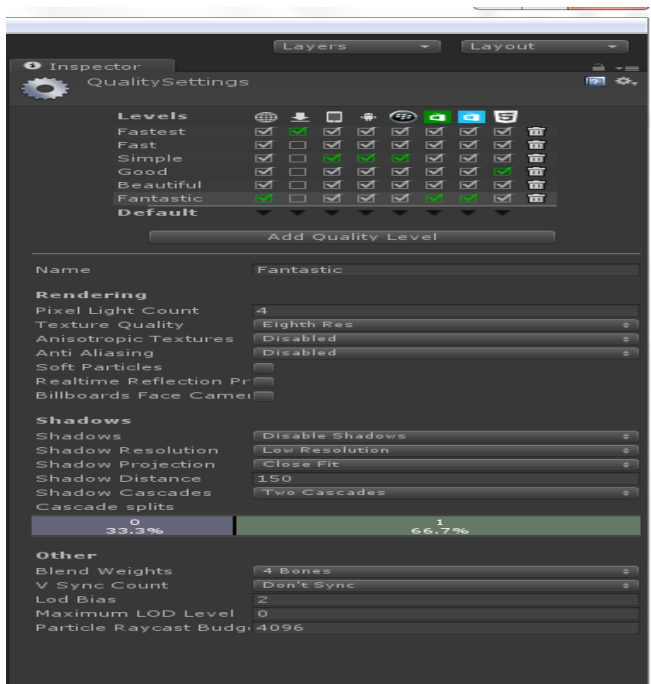 Layers Layout
Inspector
QualitySettings
Levels
Fastest
Fast
Simple
Good
Beautiful
Fantastic
Default
Add Quality Level
Name Fantastic
Rendering
Pixel Light Count 4
Texture Quality Eighth Res
Anisotropic Textures Disabled
Anti Aliasing Disabled
Soft Particles
Realtime Reflection Pr
Billboards Face Camer
Shadows
Shadows Disable Shadows
Shadow Resolution Low Resolution
Shadow Projection Close Fit
Shadow Distance 150
Shadow Cascades Two Cascades
Cascade splits
0 1
33.3% 66.7%
Other
Blend Weights 4 Bones
V Sync Count Don't Sync
Lod Bias 2
Maximum LOD Level 0
Particle Raycast Budg 4096